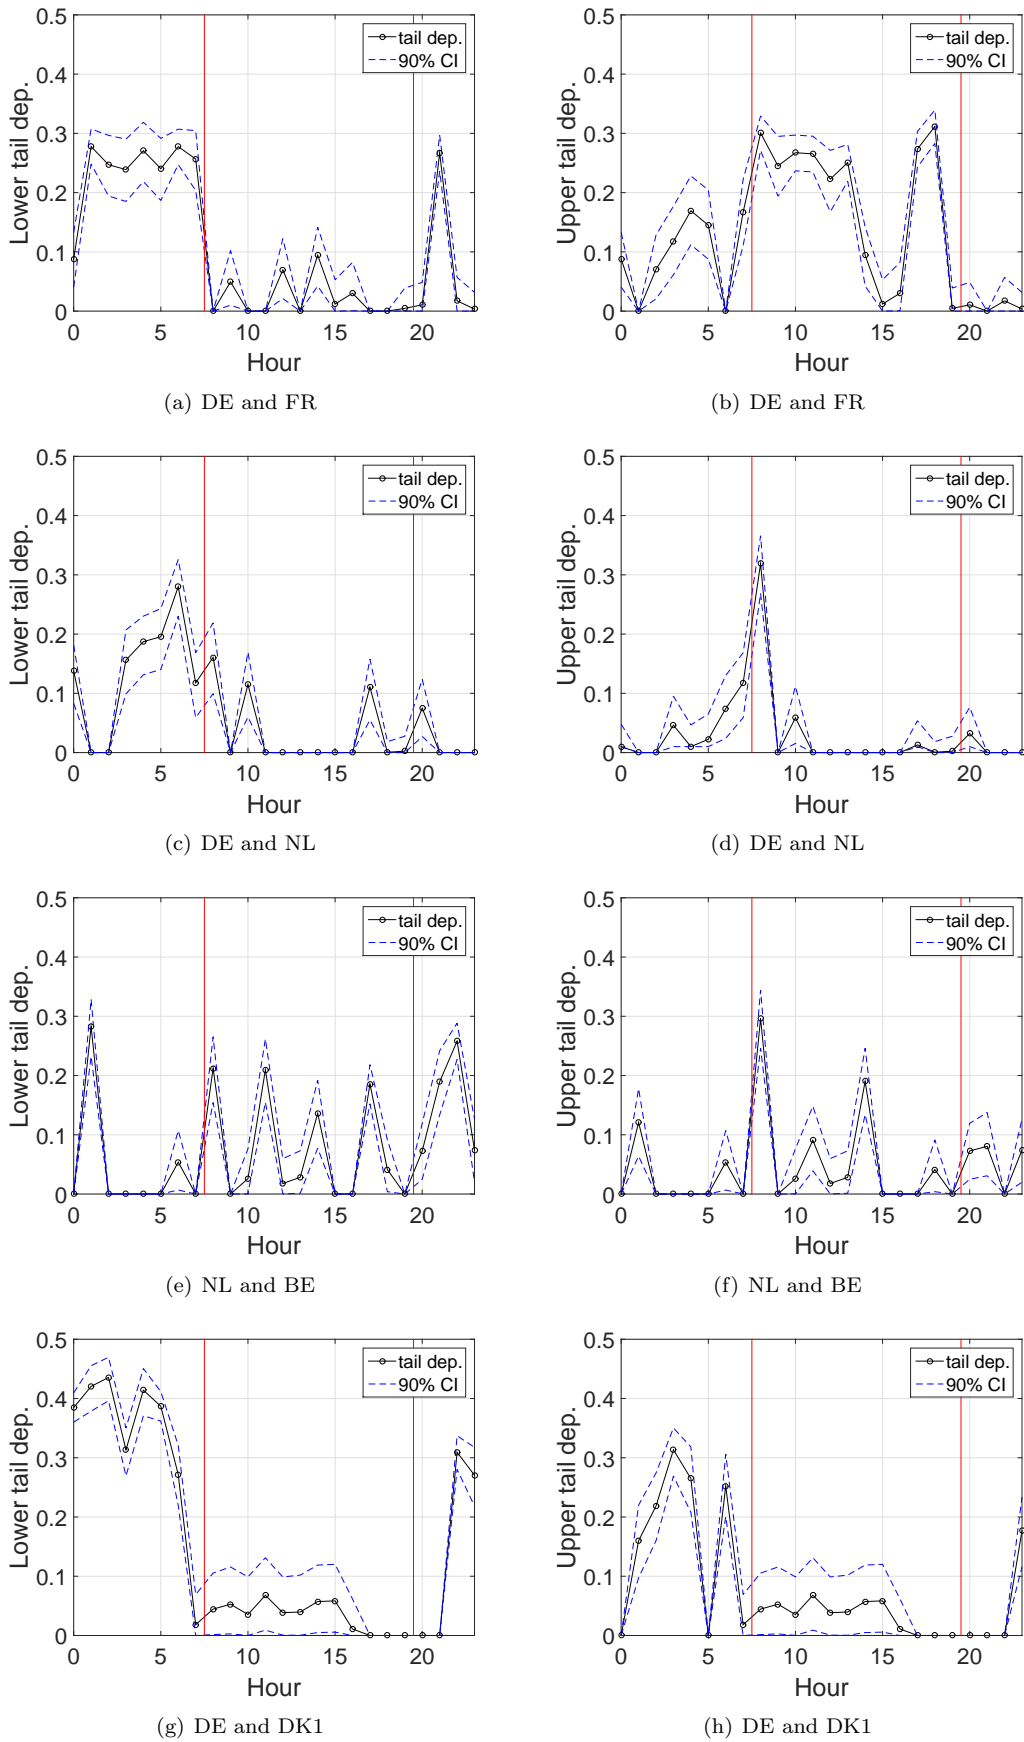 0.5
0.4
0.3
0.2
0.1
0
Lower tail dep.
tail dep.
90% CI
0 5 10 15 20
Hour
(a) DE and FR
0.5
0.4
0.3
0.2
0.1
0
Upper tail dep.
tail dep.
90% CI
0 5 10 15 20
Hour
(b) DE and FR
0.5
0.4
0.3
0.2
0.1
0
Lower tail dep.
tail dep.
90% CI
0 5 10 15 20
Hour
(c) DE and NL
0.5
0.4
0.3
0.2
0.1
0
Upper tail dep.
tail dep.
90% CI
0 5 10 15 20
Hour
(d) DE and NL
0.5
0.4
0.3
0.2
0.1
0
Lower tail dep.
tail dep.
90% CI
0 5 10 15 20
Hour
(e) NL and BE
0.5
0.4
0.3
0.2
0.1
0
Upper tail dep.
tail dep.
90% CI
0 5 10 15 20
Hour
(f) NL and BE
0.5
0.4
0.3
0.2
0.1
0
Lower tail dep.
tail dep.
90% CI
0 5 10 15 20
Hour
(g) DE and DK1
0.5
0.4
0.3
0.2
0.1
0
Upper tail dep.
tail dep.
90% CI
0 5 10 15 20
Hour
(h) DE and DK1